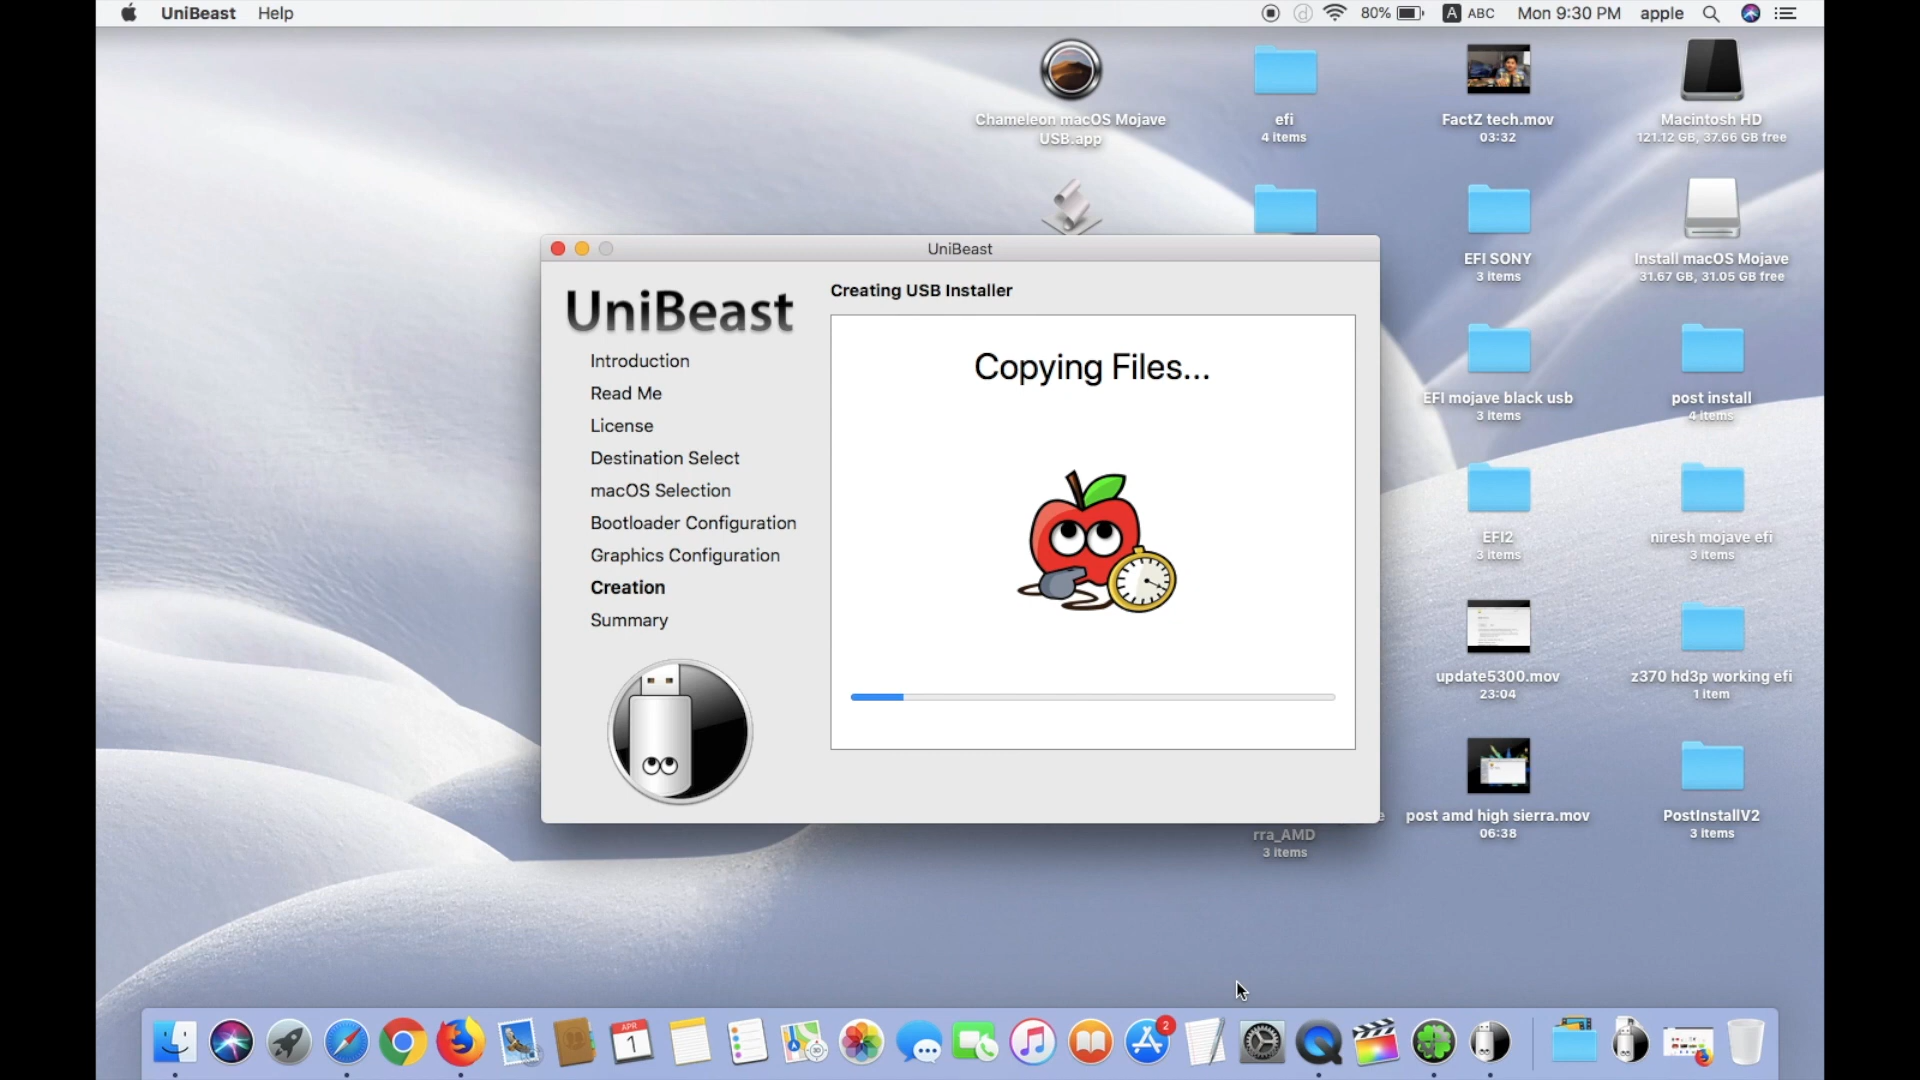 UniBeast Help
80% A ABC Mon 9:30 PM apple
Chameleon macOS Mojave
USB.app
efi
4 items
FactZ tech.mov
03:32
Macintosh HD
121.12 GB, 37.66 GB free
EFI SONY
3 items
Install macOS Mojave
31.67 GB, 31.05 GB free
EFI mojave black usb
3 items
post install
4 items
EFI2
3 items
niresh mojave efi
3 items
update5300.mov
23:04
z370 hd3p working efi
1 item
post amd high sierra.mov
06:38
PostInstallV2
3 items
e
rra_AMD
3 items
UniBeast
UniBeast
Introduction
Read Me
License
Destination Select
macOS Selection
Bootloader Configuration
Graphics Configuration
Creation
Summary
Creating USB Installer
Copying Files...
APR
1
2